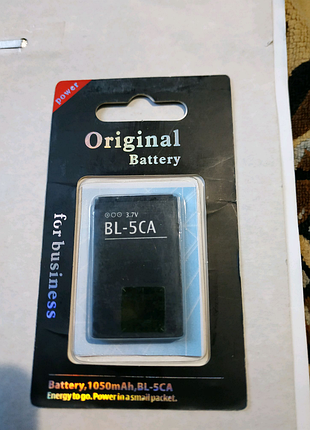 power
Original
Battery
3.7V
BL-5CA
for business
Battery,1050mAh,BL-5CA
Energy to go. Power in a small packet.